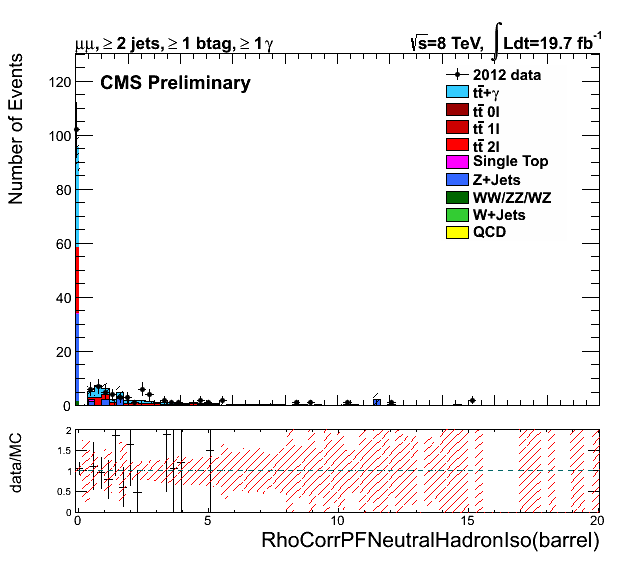 μμ, ≥ 2 jets, ≥ 1 btag, ≥ 1 γ
√s=8 TeV, ∫Ldt=19.7 fb⁻¹
CMS Preliminary
2012 data
tt̄+γ
tt̄ 0l
tt̄ 1l
tt̄ 2l
Single Top
Z+Jets
WW/ZZ/WZ
W+Jets
QCD
Number of Events
120
100
80
60
40
20
0
data/MC
2
1.5
1
0.5
0
0 5 10 15 20
RhoCorrPFNeutralHadronIso(barrel)